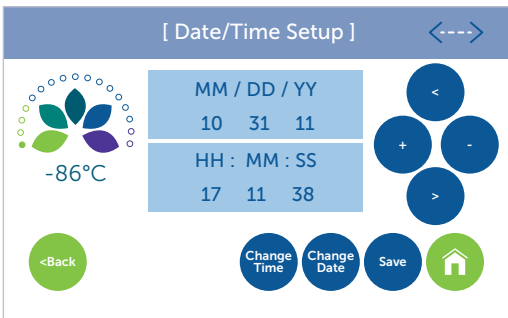 [ Date/Time Setup ]
<---->
MM / DD / YY
10 31 11
HH : MM : SS
17 11 38
-86°C
<
+ -
>
<Back
Change Time
Change Date
Save